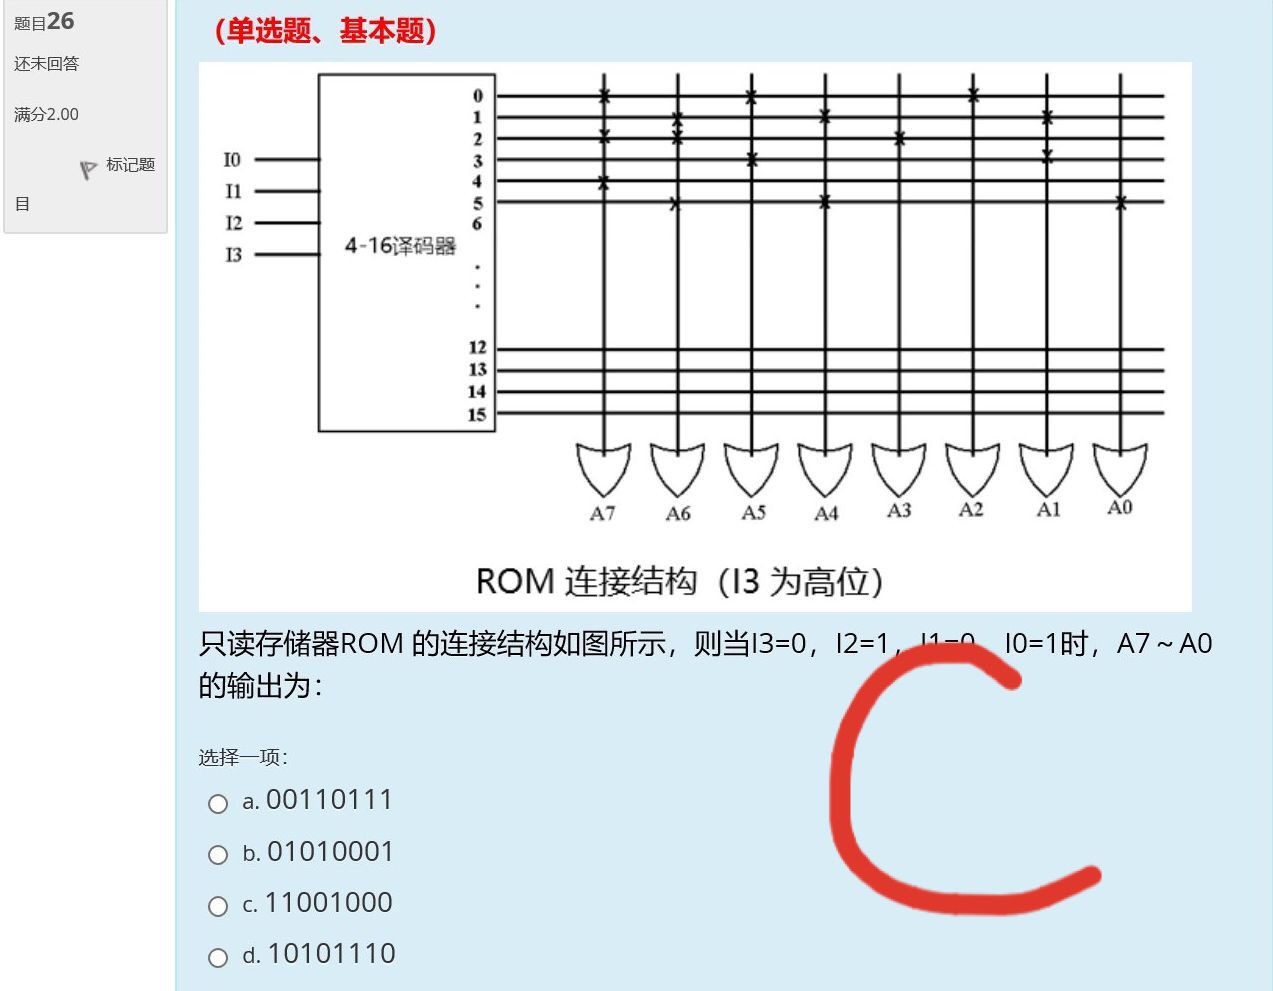 题目26
还未回答
满分2.00
标记题
目
（单选题、基本题）
0
1
2
3
4
5
6
I0
I1
I2
I3
4-16译码器
.
.
.
12
13
14
15
A7 A6 A5 A4 A3 A2 A1 A0
ROM 连接结构（I3 为高位）
只读存储器ROM 的连接结构如图所示，则当I3=0，I2=1，I1=0，I0=1时，A7～A0
的输出为：
选择一项：
a. 00110111
b. 01010001
c. 11001000
d. 10101110
C